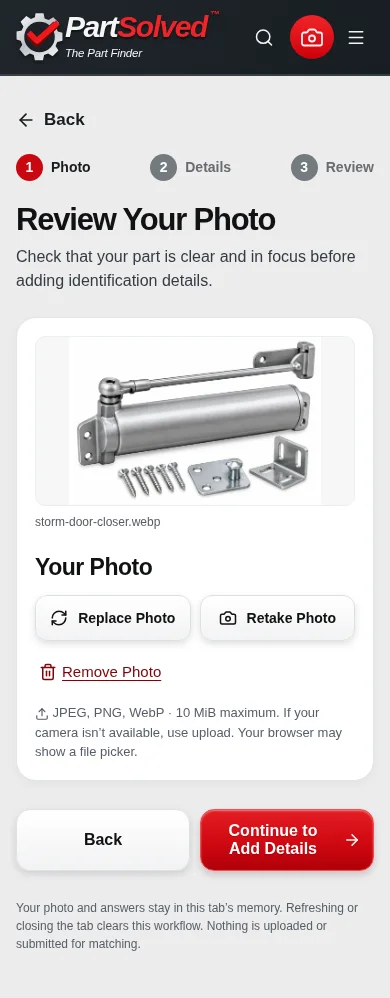 PartSolved™
The Part Finder
Back
1 Photo
2 Details
3 Review
Review Your Photo
Check that your part is clear and in focus before
adding identification details.
storm-door-closer.webp
Your Photo
Replace Photo
Retake Photo
Remove Photo
JPEG, PNG, WebP · 10 MiB maximum. If your
camera isn’t available, use upload. Your browser may
show a file picker.
Back
Continue to
Add Details
Your photo and answers stay in this tab’s memory. Refreshing or
closing the tab clears this workflow. Nothing is uploaded or
submitted for matching.